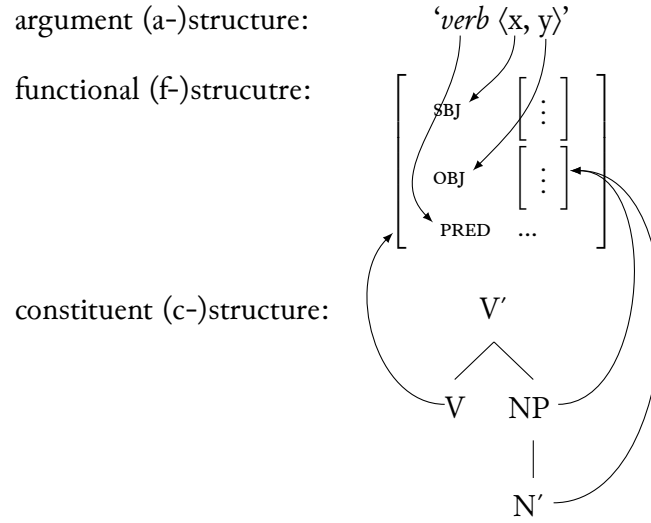 argument (a-)structure: ‘verb ⟨x, y⟩’
functional (f-)strucutre:
SBJ ⋮
OBJ ⋮
PRED ...
constituent (c-)structure: V′
V NP
N′